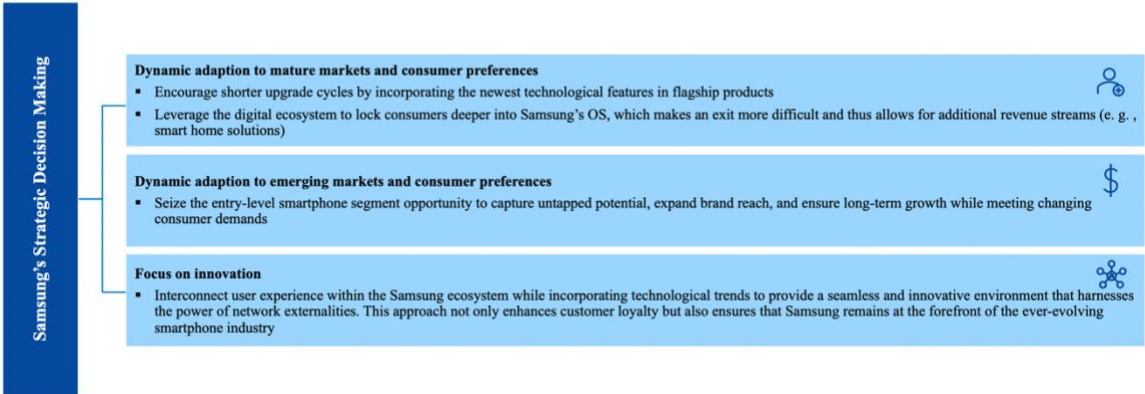 Samsung's Strategic Decision Making
Dynamic adaption to mature markets and consumer preferences
▪ Encourage shorter upgrade cycles by incorporating the newest technological features in flagship products
▪ Leverage the digital ecosystem to lock consumers deeper into Samsung's OS, which makes an exit more difficult and thus allows for additional revenue streams (e. g. ,
smart home solutions)
Dynamic adaption to emerging markets and consumer preferences
▪ Seize the entry-level smartphone segment opportunity to capture untapped potential, expand brand reach, and ensure long-term growth while meeting changing
consumer demands
$
Focus on innovation
▪ Interconnect user experience within the Samsung ecosystem while incorporating technological trends to provide a seamless and innovative environment that harnesses
the power of network externalities. This approach not only enhances customer loyalty but also ensures that Samsung remains at the forefront of the ever-evolving
smartphone industry